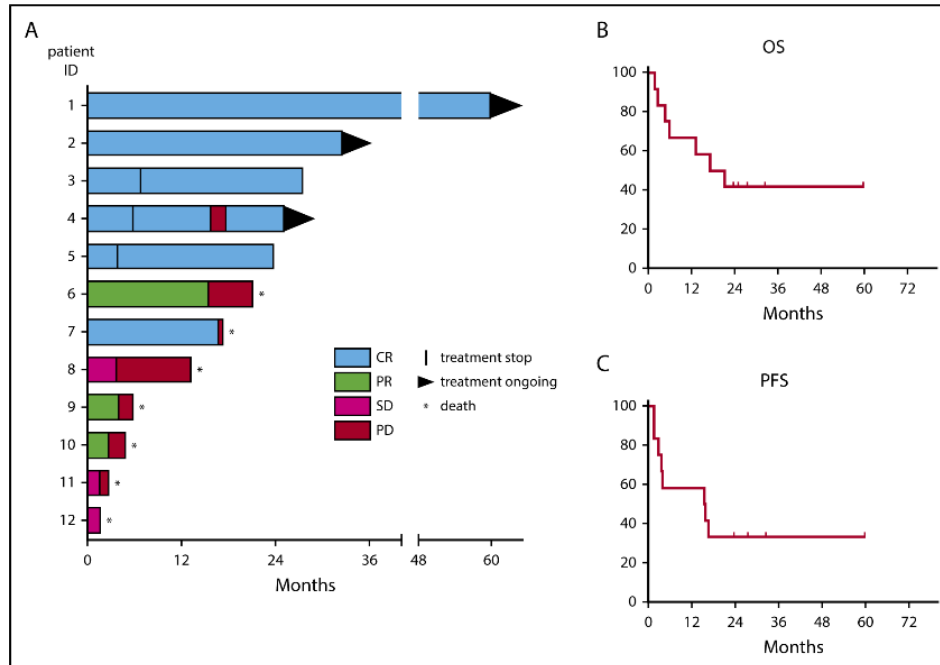 A
patient
ID
1
2
3
4
5
6
*
7
*
8
*
9
*
10
*
11
*
12
*
CR
PR
SD
PD
treatment stop
treatment ongoing
* death
0 12 24 36 48 60
Months
B
OS
100
80
60
40
20
0
0 12 24 36 48 60 72
Months
C
PFS
100
80
60
40
20
0
0 12 24 36 48 60 72
Months